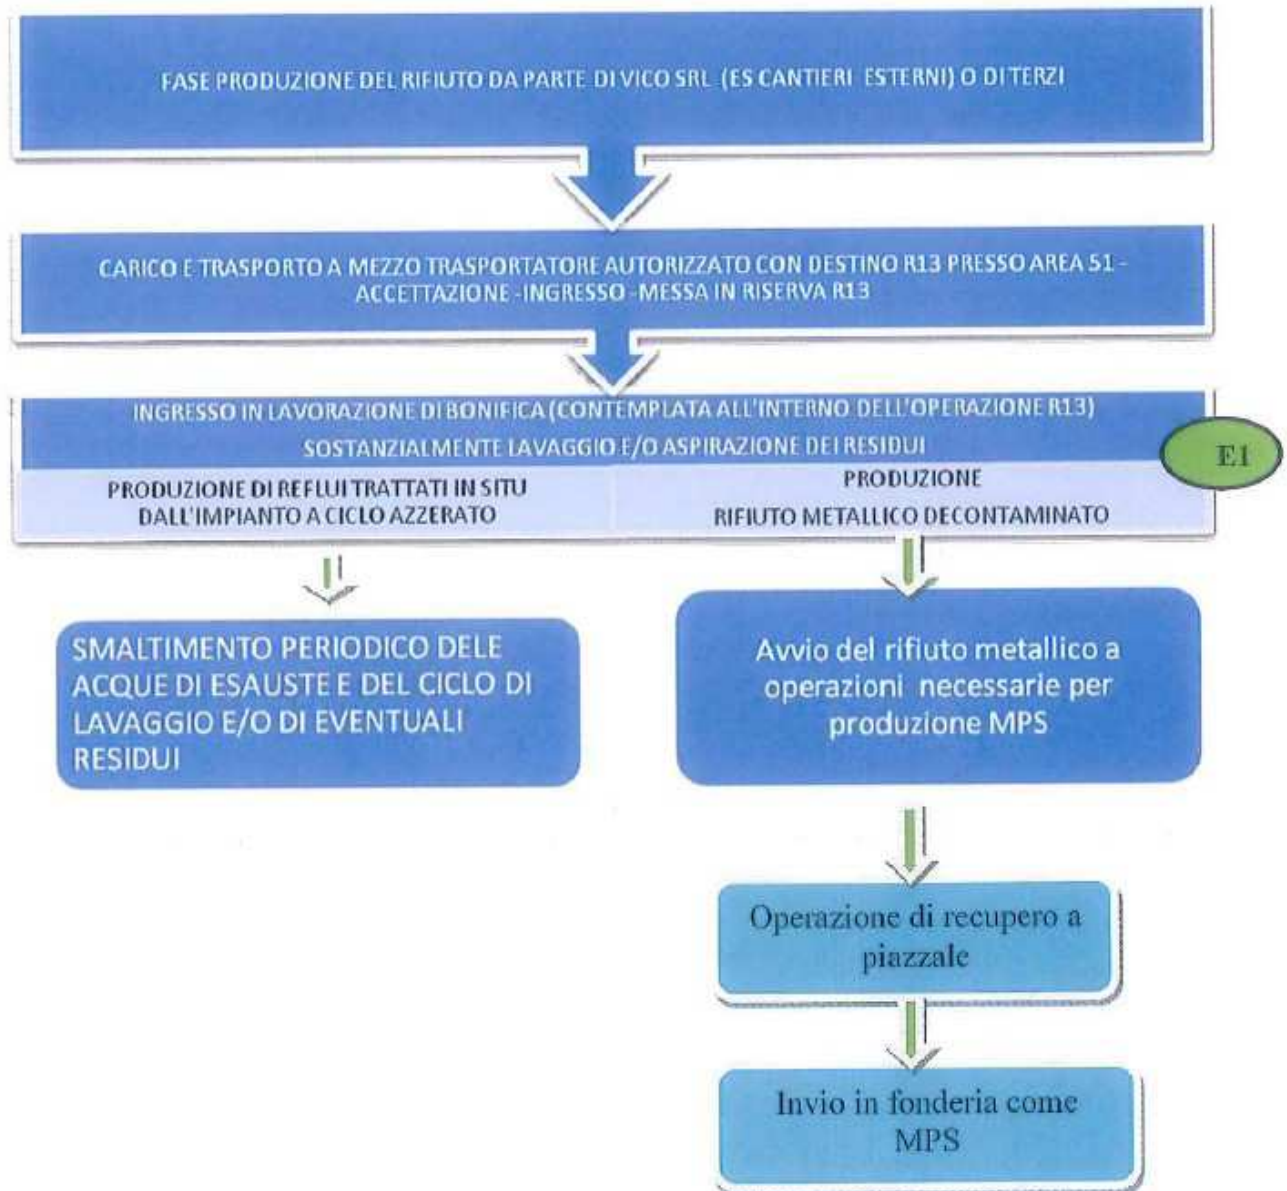 FASE PRODUZIONE DEL RIFIUTO DA PARTE DI VICO SRL (ES CANTIERI ESTERNI) O DI TERZI
CARICO E TRASPORTO A MEZZO TRASPORTATORE AUTORIZZATO CON DESTINO R13 PRESSO AREA 51 -
ACCETTAZIONE -INGRESSO -MESSA IN RISERVA R13
INGRESSO IN LAVORAZIONE DI BONIFICA (CONTEMPLATA ALL'INTERNO DELL'OPERAZIONE R13)
SOSTANZIALMENTE LAVAGGIO E/O ASPIRAZIONE DEI RESIDUI
E1
PRODUZIONE DI REFLUI TRATTATI IN SITU
DALL'IMPIANTO A CICLO AZZERATO
PRODUZIONE
RIFIUTO METALLICO DECONTAMINATO
SMALTIMENTO PERIODICO DELE
ACQUE DI ESAUSTE E DEL CICLO DI
LAVAGGIO E/O DI EVENTUALI
RESIDUI
Avvio del rifiuto metallico a
operazioni necessarie per
produzione MPS
Operazione di recupero a
piazzale
Invio in fonderia come
MPS